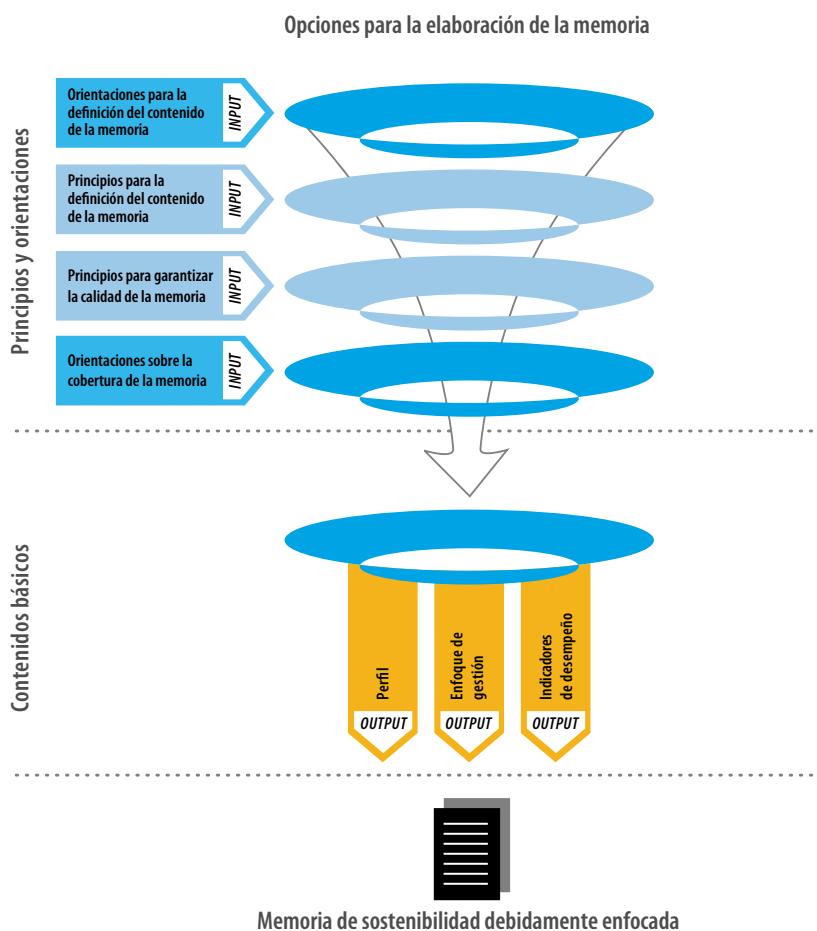 Opciones para la elaboración de la memoria
Principios y orientaciones
Orientaciones para la
definición del contenido
de la memoria
INPUT
Principios para la
definición del contenido
de la memoria
INPUT
Principios para garantizar
la calidad de la memoria
INPUT
Orientaciones sobre la
cobertura de la memoria
INPUT
Contenidos básicos
Perfil
OUTPUT
Enfoque de
gestión
OUTPUT
Indicadores
de desempeño
OUTPUT
Memoria de sostenibilidad debidamente enfocada